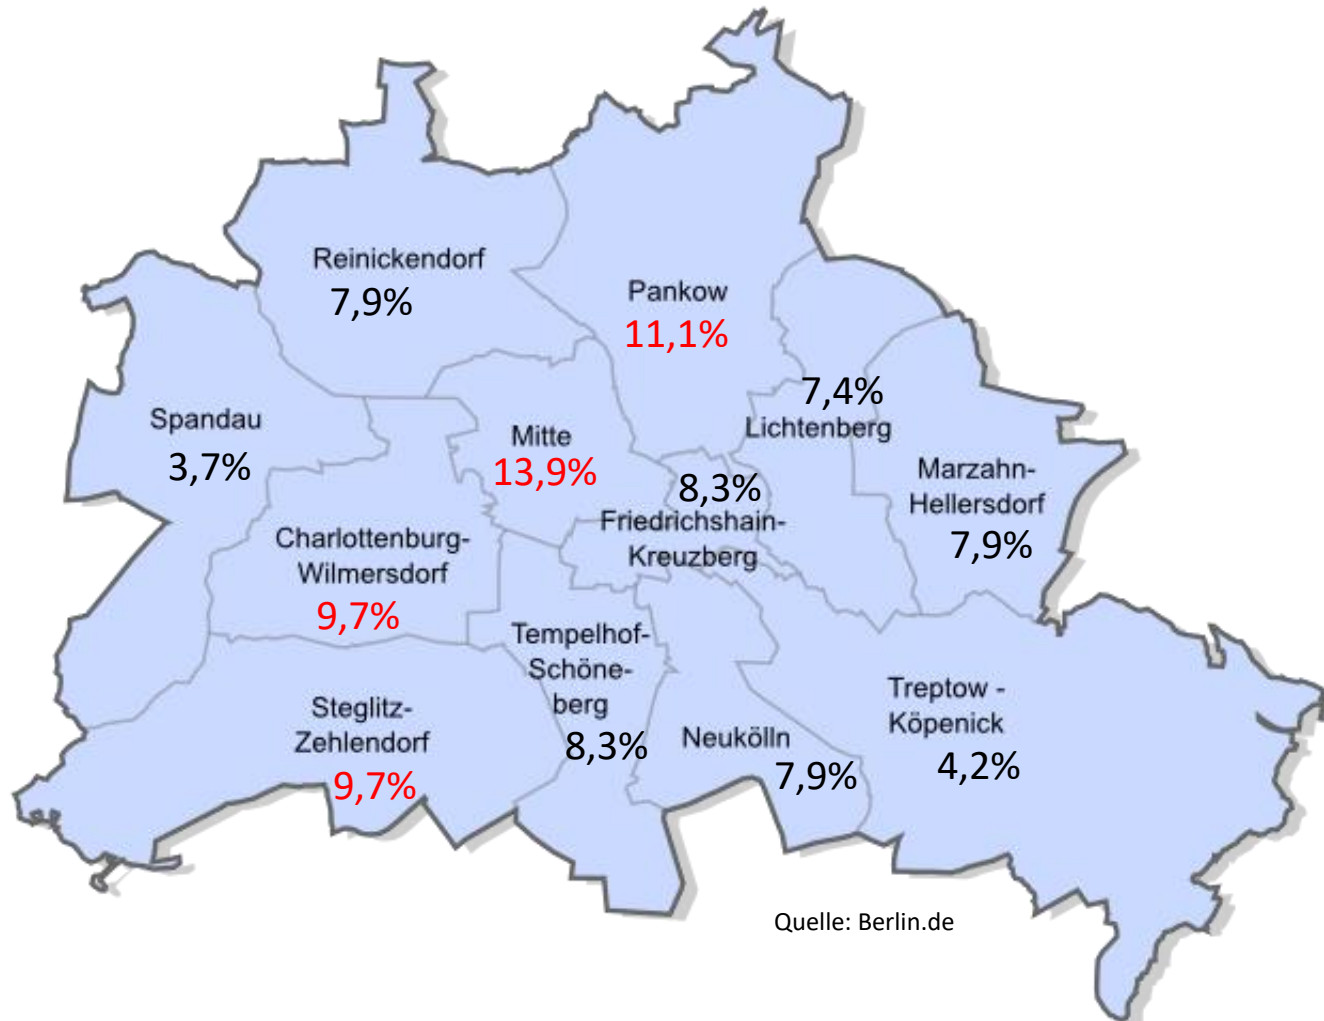 Reinickendorf
7,9%
Pankow
11,1%
Spandau
3,7%
Mitte
13,9%
7,4%
Lichtenberg
Marzahn-
Hellersdorf
7,9%
8,3%
Friedrichshain-
Kreuzberg
Charlottenburg-
Wilmersdorf
9,7%
Tempelhof-
Schöne-
berg
8,3%
Steglitz-
Zehlendorf
9,7%
Neukölln
7,9%
Treptow -
Köpenick
4,2%
Quelle: Berlin.de